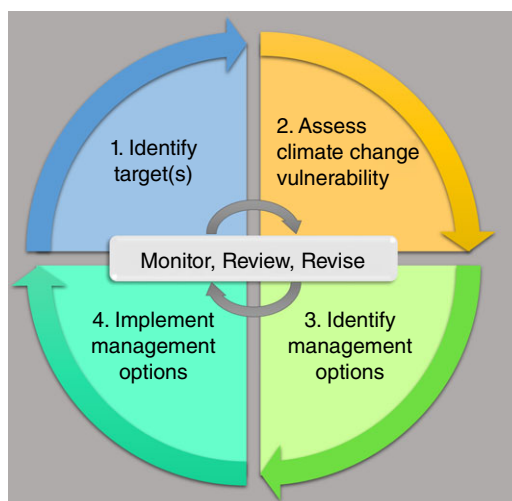 1. Identify
target(s)
2. Assess
climate change
vulnerability
Monitor, Review, Revise
4. Implement
management
options
3. Identify
management
options